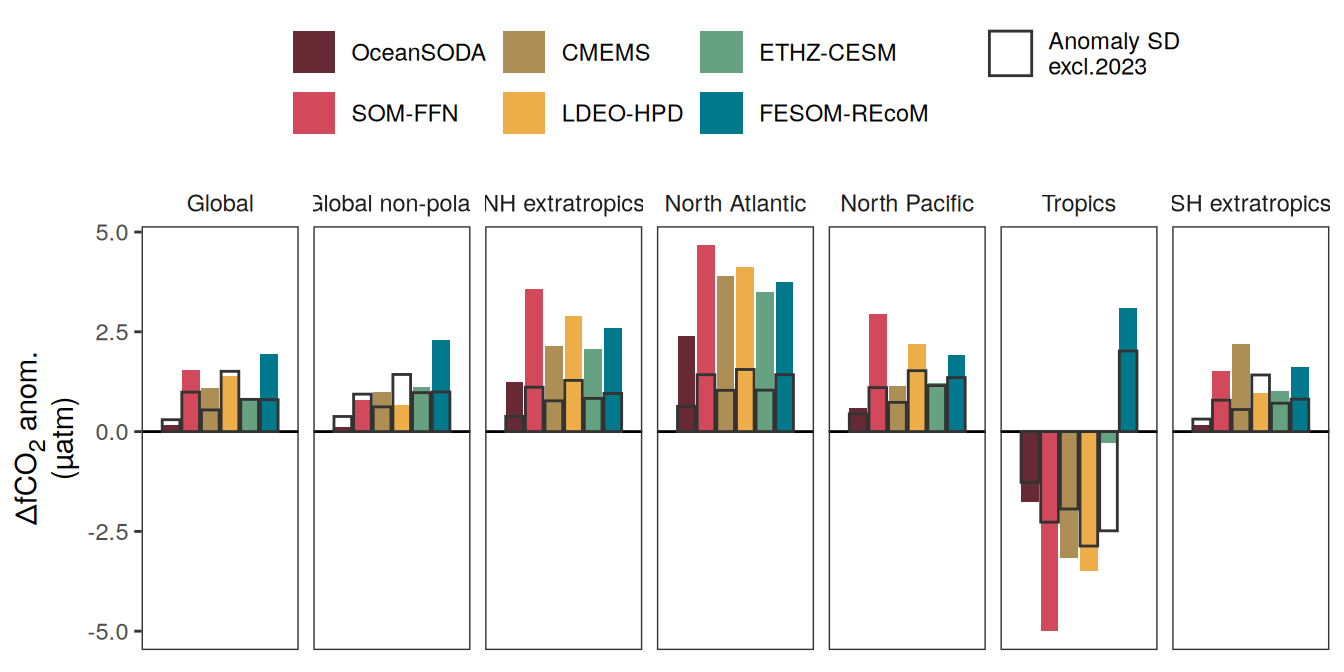 OceanSODA CMEMS ETHZ-CESM Anomaly SD
excl.2023
SOM-FFN LDEO-HPD FESOM-REcoM
Global Global non-pola NH extratropics North Atlantic North Pacific Tropics SH extratropics
5.0
2.5
0.0
-2.5
-5.0
ΔfCO₂ anom.
(µatm)